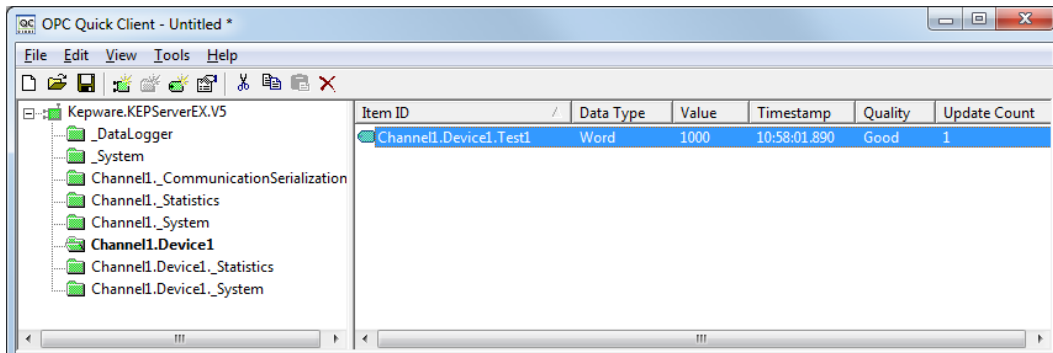 OPC Quick Client - Untitled *
File Edit View Tools Help
Kepware.KEPServerEX.V5
_DataLogger
_System
Channel1._CommunicationSerialization
Channel1._Statistics
Channel1._System
Channel1.Device1
Channel1.Device1._Statistics
Channel1.Device1._System
Item ID Data Type Value Timestamp Quality Update Count
Channel1.Device1.Test1 Word 1000 10:58:01.890 Good 1